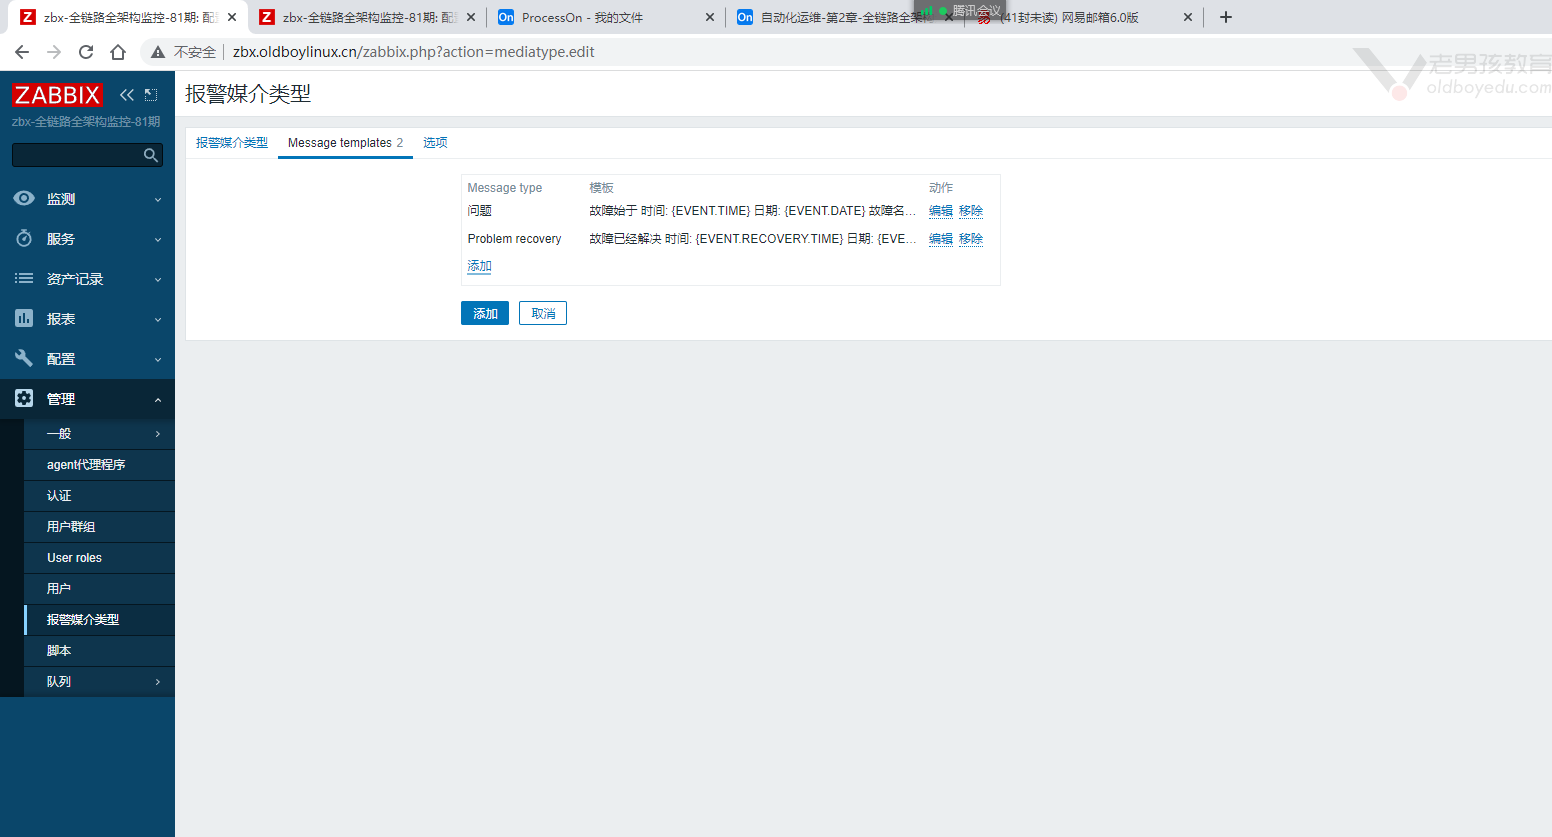 zbx-全链路全架构监控-81期: 配
zbx-全链路全架构监控-81期: 配
ProcessOn - 我的文件
自动化运维-第2章-全链路全架
腾讯会议
(41封未读) 网易邮箱6.0版
不安全
zbx.oldboylinux.cn/zabbix.php?action=mediatype.edit
老男孩教育
oldboyedu.com
ZABBIX
zbx-全链路全架构监控-81期
监测
服务
资产记录
报表
配置
管理
一般
agent代理程序
认证
用户群组
User roles
用户
报警媒介类型
脚本
队列
报警媒介类型
报警媒介类型 Message templates 2 选项
Message type 模板 动作
问题 故障始于 时间: {EVENT.TIME} 日期: {EVENT.DATE} 故障名... 编辑 移除
Problem recovery 故障已经解决 时间: {EVENT.RECOVERY.TIME} 日期: {EVE... 编辑 移除
添加
添加 取消